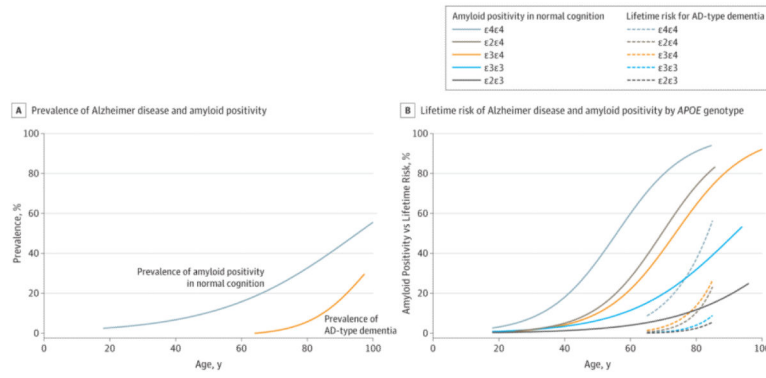 Amyloid positivity in normal cognition
ε4ε4
ε2ε4
ε3ε4
ε3ε3
ε2ε3
Lifetime risk for AD-type dementia
ε4ε4
ε2ε4
ε3ε4
ε3ε3
ε2ε3
A Prevalence of Alzheimer disease and amyloid positivity
100
80
60
40
20
0
Prevalence, %
Prevalence of amyloid positivity
in normal cognition
Prevalence of
AD-type dementia
0 20 40 60 80 100
Age, y
B Lifetime risk of Alzheimer disease and amyloid positivity by APOE genotype
100
80
60
40
20
0
Amyloid Positivity vs Lifetime Risk, %
0 20 40 60 80 100
Age, y